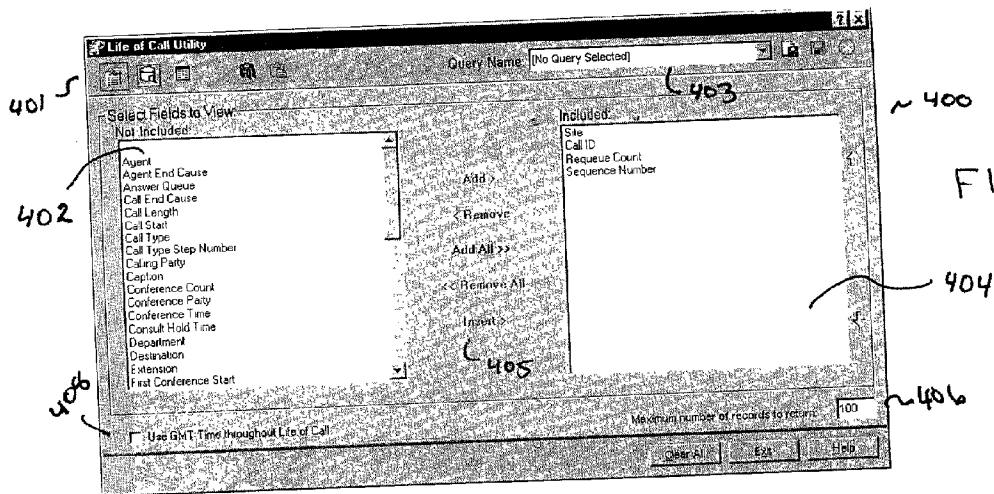 Life of Call Utility
Query Name [No Query Selected]
401
403
400
Select Fields to View
Not Included:
Included:
Agent
Agent End Cause
Answer Queue
Call End Cause
Call Length
Call Start
Call Type
Call Type Step Number
Calling Party
Caption
Conference Count
Conference Party
Conference Time
Consult Hold Time
Department
Destination
Extension
First Conference Start
402
Add >
< Remove
Add All >>
<< Remove All
Insert >
405
Site
Call ID
Requeue Count
Sequence Number
FI
404
406
Use GMT Time throughout Life of Call
Maximum number of records to return: 100
406
Clear All
Exit
Help